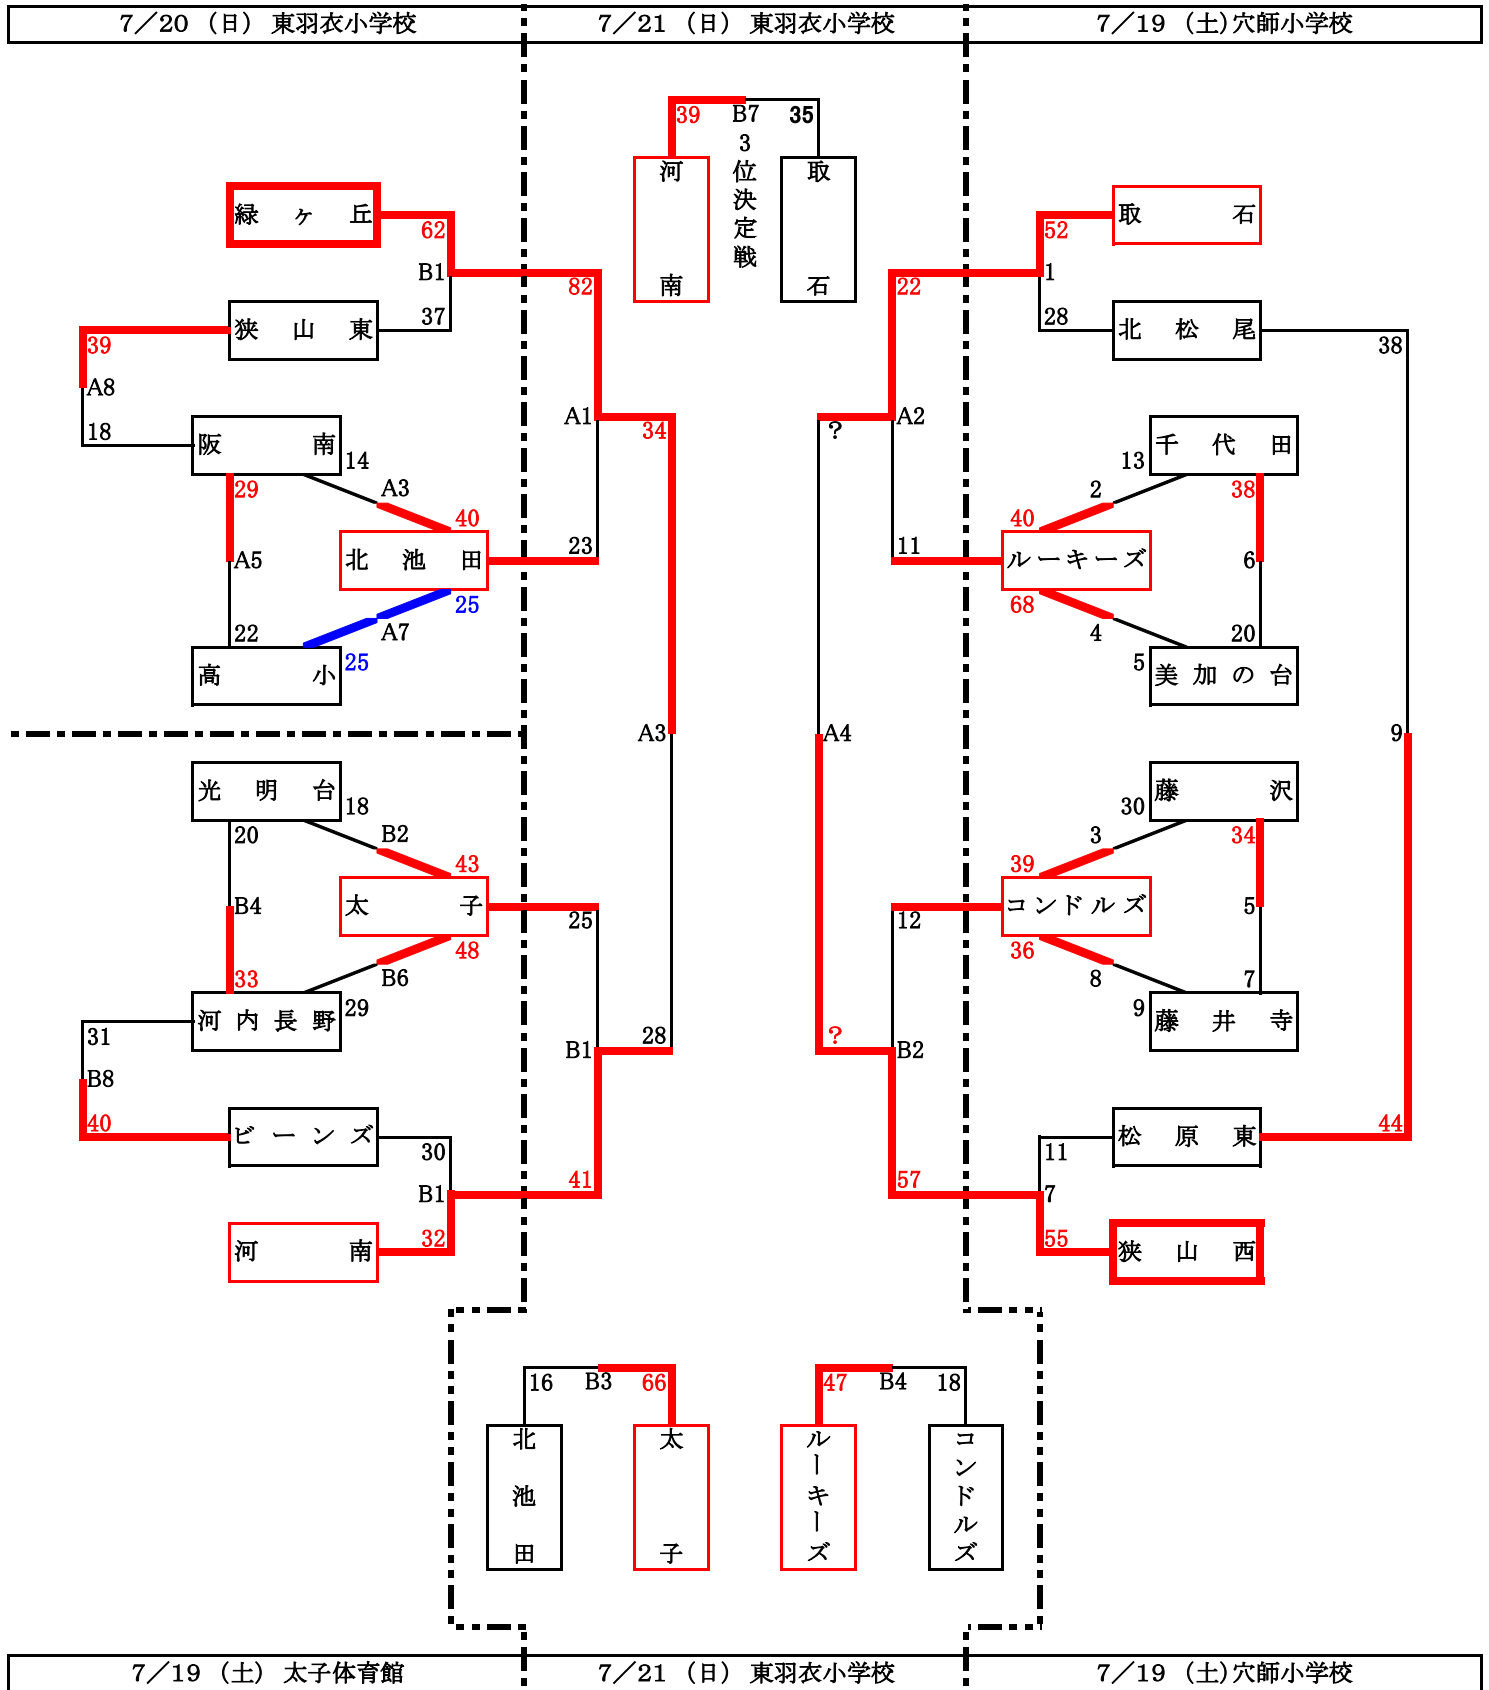 7／20（日）東羽衣小学校
7／21（日）東羽衣小学校
7／19（土）穴師小学校
39 B7 35
3位決定戦
河南
取石
緑ヶ丘
62
B1
37
狭山東
39
A8
18
阪南
14
29
A3
40
A5
北池田
25
A7
22
25
高小
82
A1
34
23
取石
52
1
28
北松尾
38
22
A2
?
11
千代田
13
38
2
40
6
ルーキーズ
68
4
20
5
美加の台
A3
A4
9
光明台
18
20
B2
43
B4
太子
48
B6
33
29
河内長野
31
B8
40
ビーンズ
30
B1
32
河南
25
28
B1
41
藤沢
30
34
3
39
5
コンドルズ
36
8
7
9
藤井寺
12
?
B2
57
松原東
44
11
7
55
狭山西
16 B3 66
47 B4 18
北池田
太子
ルーキーズ
コンドルズ
7／19（土）太子体育館
7／21（日）東羽衣小学校
7／19（土）穴師小学校